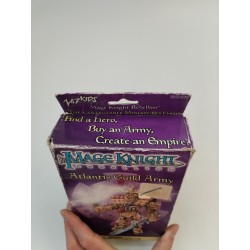 WizKids
Mage Knight Rebellion
Find a Hero,
Buy an Army,
Create an Empire
MAGE KNIGHT
Atlantis Guild Army